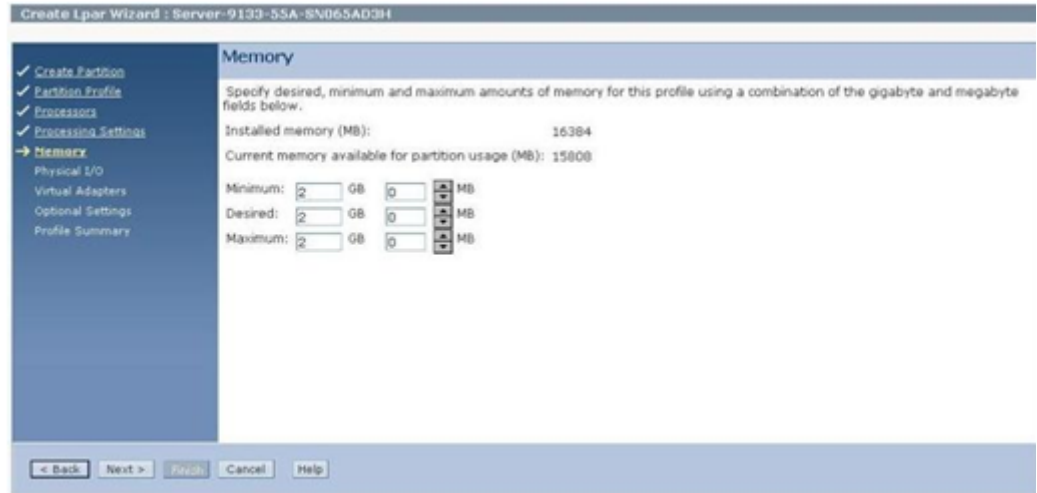 Create Lpar Wizard : Server-9133-55A-SN065AD3H
Memory
✓ Create Partition
✓ Partition Profile
✓ Processors
✓ Processing Settings
→ Memory
Physical I/O
Virtual Adapters
Optional Settings
Profile Summary
Specify desired, minimum and maximum amounts of memory for this profile using a combination of the gigabyte and megabyte
fields below.
Installed memory (MB): 16384
Current memory available for partition usage (MB): 15808
Minimum: 2 GB 0 MB
Desired: 2 GB 0 MB
Maximum: 2 GB 0 MB
< Back Next > Finish Cancel Help